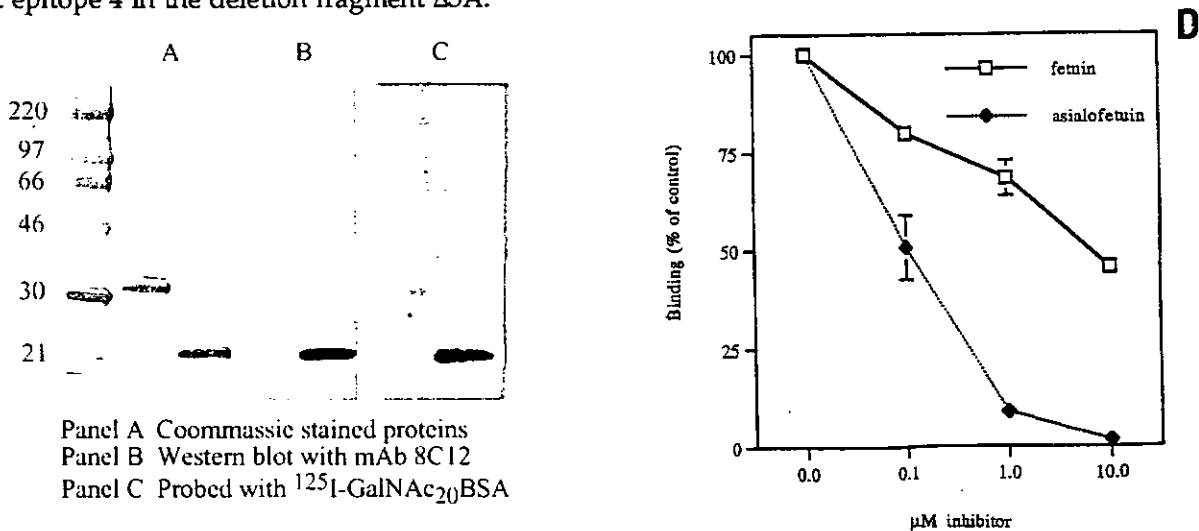 epitope 4 in the deletion fragment ΔSA.
A B C
220
97
66
46
30
21
Panel A Coommassic stained proteins
Panel B Western blot with mAb 8C12
Panel C Probed with 125I-GalNAc20BSA
D
fetuin
asialofetuin
100
75
50
25
0
Binding (% of control)
0.0 0.1 1.0 10.0
µM inhibitor